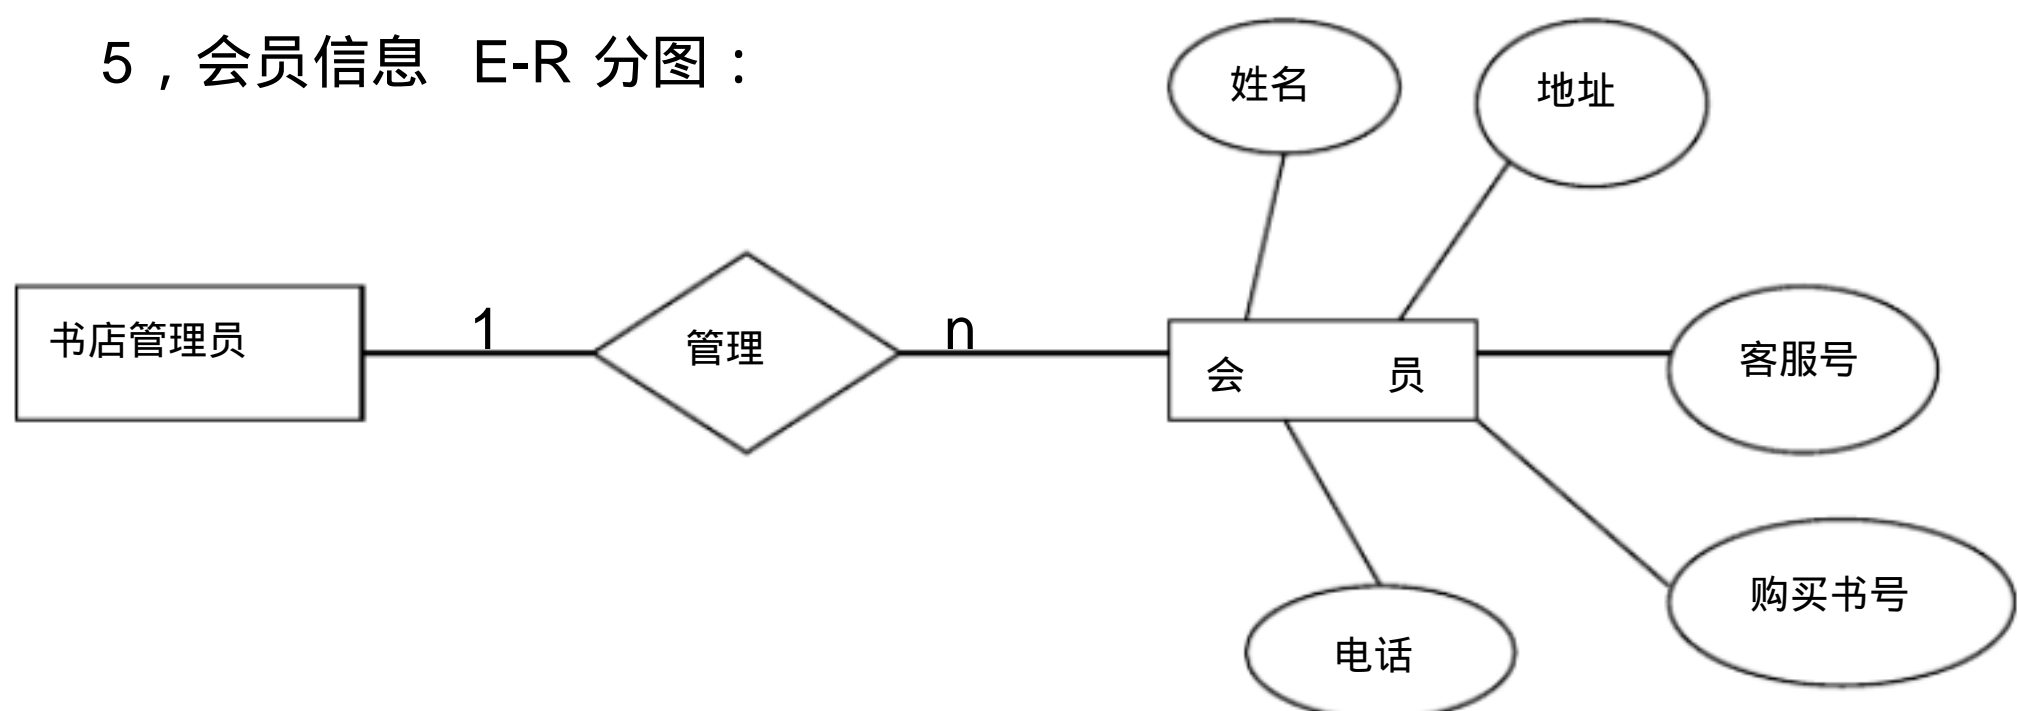 5，会员信息 E-R 分图：
姓名
地址
书店管理员
1
管理
n
会 员
客服号
购买书号
电话